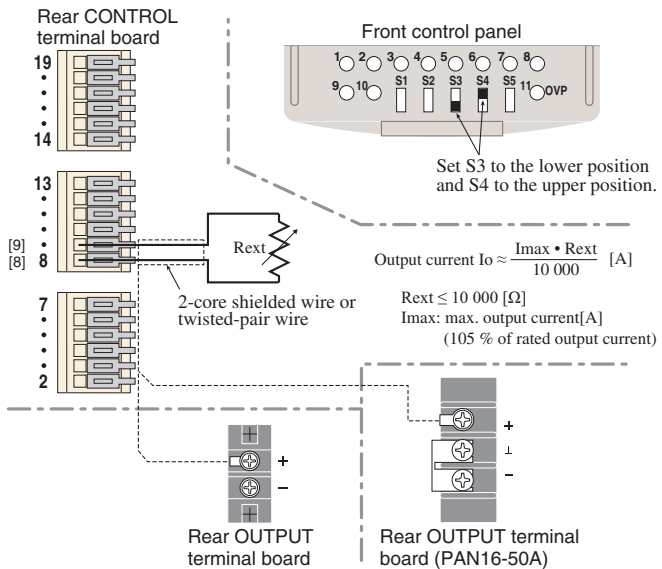 Rear CONTROL
terminal board
19
14
13
[9]
[8]
8
7
2
Rext
2-core shielded wire or
twisted-pair wire
Front control panel
1 2 3 4 5 6 7 8
9 10 S1 S2 S3 S4 S5 11 OVP
Set S3 to the lower position
and S4 to the upper position.
Output current Io ≈ Imax • Rext / 10 000 [A]
Rext ≤ 10 000 [Ω]
Imax: max. output current[A]
(105 % of rated output current)
+
−
Rear OUTPUT
terminal board
+
⊥
−
Rear OUTPUT terminal
board (PAN16-50A)